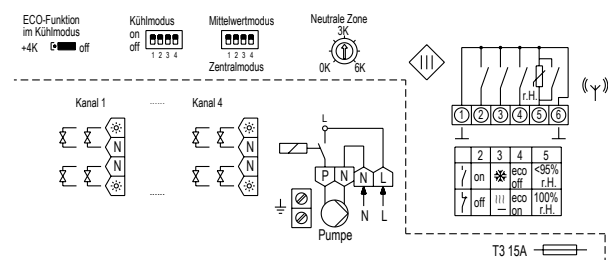 ECO-Funktion
im Kühlmodus
+4K off
Kühlmodus
on
off
1 2 3 4
Mittelwertmodus
1 2 3 4
Zentralmodus
Neutrale Zone
3K
0K 6K
r.H.
1 2 3 4 5 6
Kanal 1 ...... Kanal 4
N N
N N
......
L
P N N L
N L
Pumpe
2 3 4 5
on eco off <95% r.H.
off eco on 100% r.H.
T3 15A